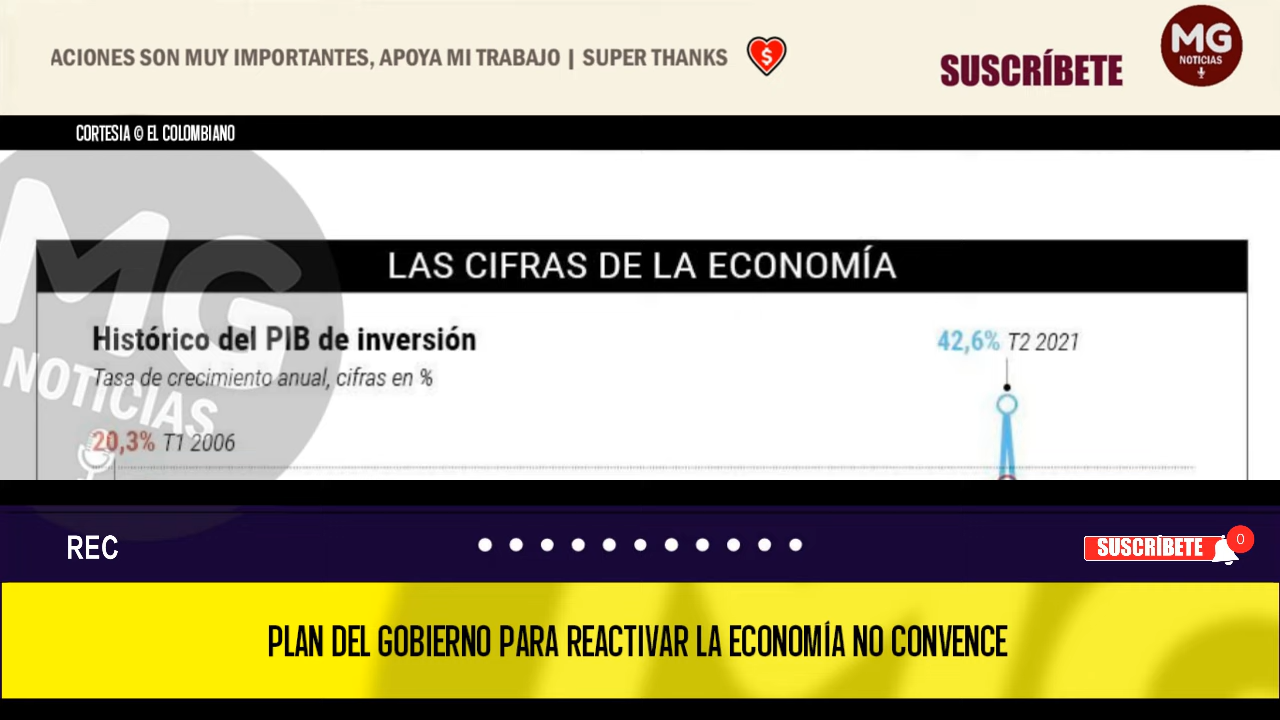 ACIONES SON MUY IMPORTANTES, APOYA MI TRABAJO | SUPER THANKS
$
SUSCRÍBETE
MG
NOTICIAS
CORTESIA © EL COLOMBIANO
MG
NOTICIAS
LAS CIFRAS DE LA ECONOMÍA
Histórico del PIB de inversión
Tasa de crecimiento anual, cifras en %
42,6% T2 2021
20,3% T1 2006
REC
SUSCRÍBETE
0
PLAN DEL GOBIERNO PARA REACTIVAR LA ECONOMÍA NO CONVENCE